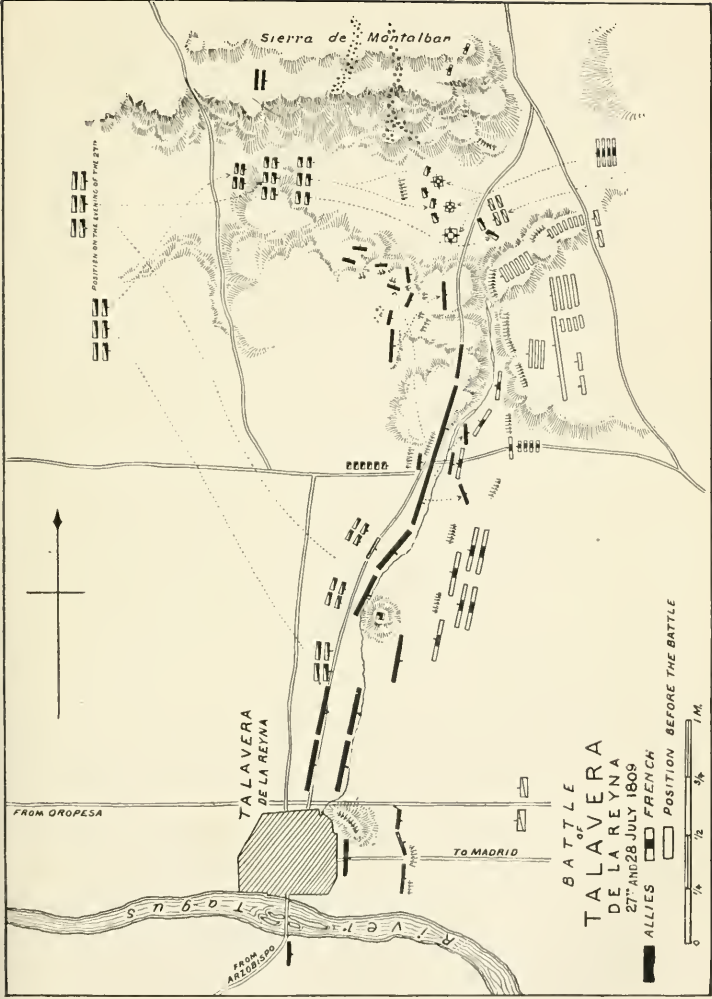 Sierra de Montalban
POSITION ON THE EVENING OF THE 27TH
TALAVERA
DE LA REYNA
FROM OROPESA
TO MADRID
River Tagus
FROM
ARZOBISPO
BATTLE
OF
TALAVERA
DE LA REYNA
27TH AND 28 JULY 1809
ALLIES FRENCH
POSITION BEFORE THE BATTLE
0 1/4 1/2 3/4 1 M.